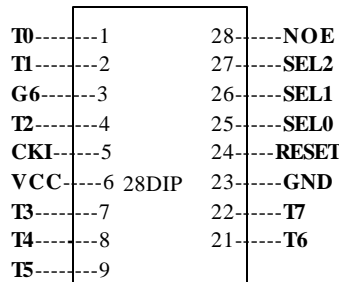 T0--------1 28------NOE
T1--------2 27------SEL2
G6-------3 26------SEL1
T2--------4 25------SEL0
CKI------5 24-----RESET
VCC-----6 28DIP 23-----GND
T3--------7 22------T7
T4--------8 21------T6
T5--------9